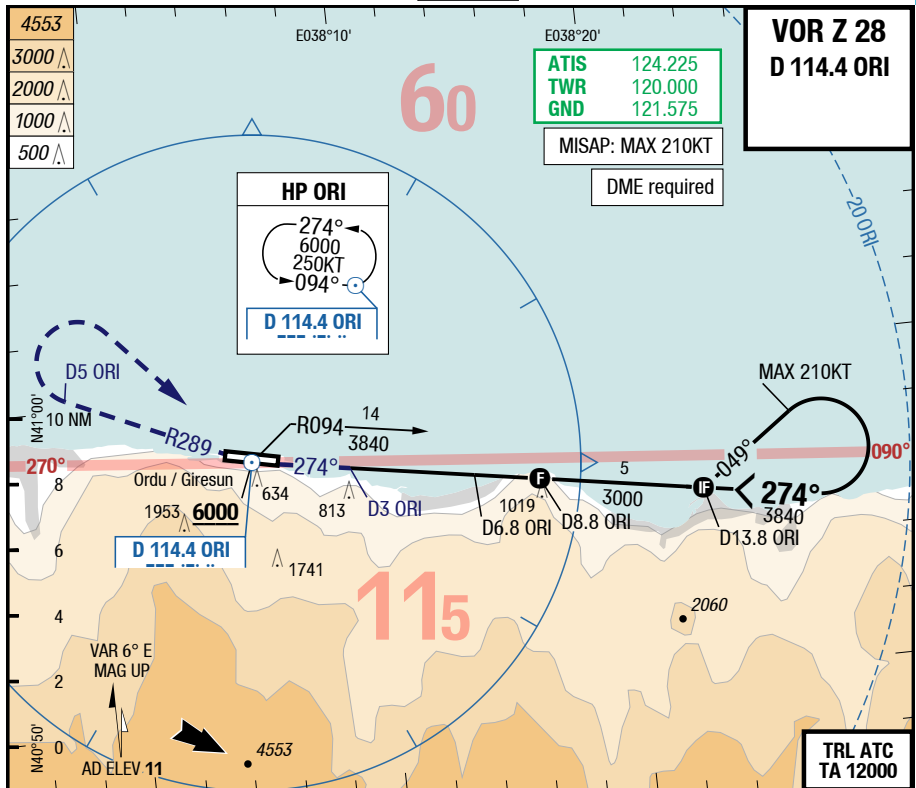 4553
3000
2000
1000
500
E038°10'
E038°20'
VOR Z 28
D 114.4 ORI
60
ATIS 124.225
TWR 120.000
GND 121.575
MISAP: MAX 210KT
DME required
20 ORI
HP ORI
274°
6000
250KT
094°
D 114.4 ORI
D5 ORI
MAX 210KT
N41°00'
10 NM
R289
R094
14
3840
049°
270°
090°
274°
5
3000
F
IF
274°
3840
8
Ordu / Giresun
634
813
D3 ORI
1019
D6.8 ORI
D8.8 ORI
D13.8 ORI
1953
6000
D 114.4 ORI
6
1741
115
2060
4
VAR 6° E
MAG UP
2
N40°50'
0
4553
AD ELEV 11
TRL ATC
TA 12000